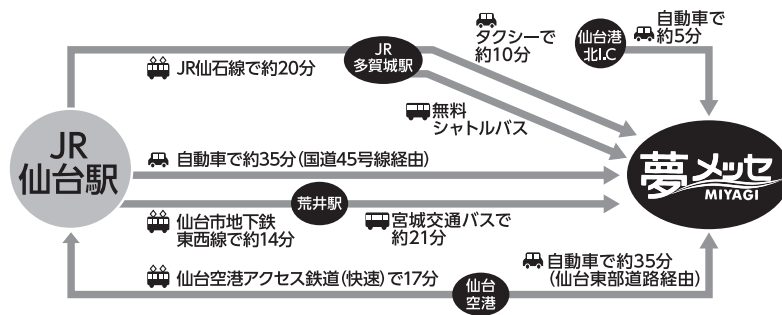 タクシーで
約10分
仙台港
北I.C
自動車で
約5分
JR
多賀城駅
JR仙石線で約20分
無料
シャトルバス
JR
仙台駅
自動車で約35分(国道45号線経由)
夢メッセ
MIYAGI
荒井駅
仙台市地下鉄
東西線で約14分
宮城交通バスで
約21分
仙台空港アクセス鉄道(快速)で17分
仙台
空港
自動車で約35分
(仙台東部道路経由)